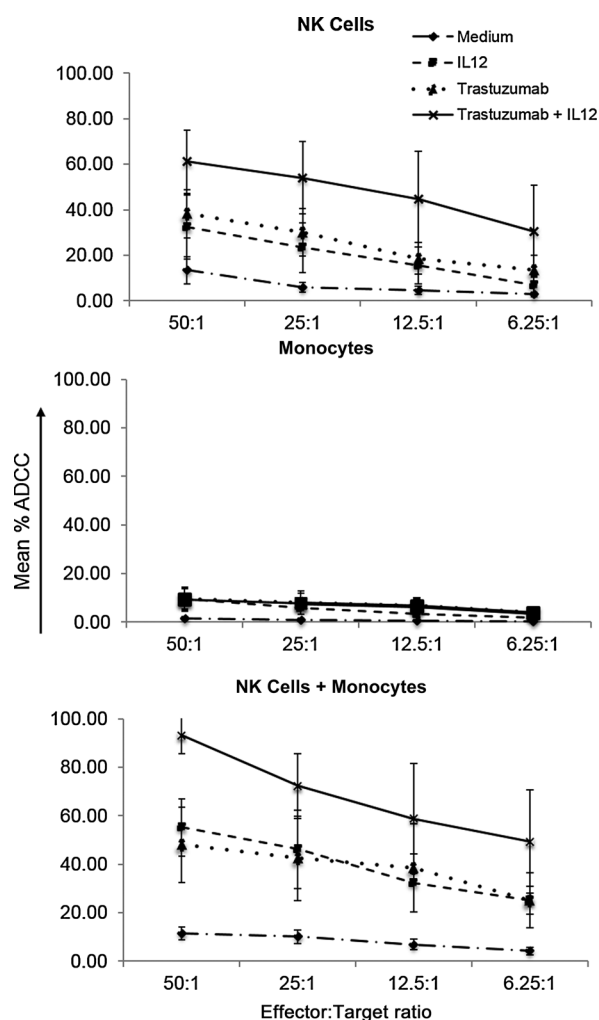 NK Cells
Medium
IL12
Trastuzumab
Trastuzumab + IL12
100.00
80.00
60.00
40.00
20.00
0.00
50:1 25:1 12.5:1 6.25:1
Monocytes
Mean % ADCC
100.00
80.00
60.00
40.00
20.00
0.00
50:1 25:1 12.5:1 6.25:1
NK Cells + Monocytes
100.00
80.00
60.00
40.00
20.00
0.00
50:1 25:1 12.5:1 6.25:1
Effector:Target ratio